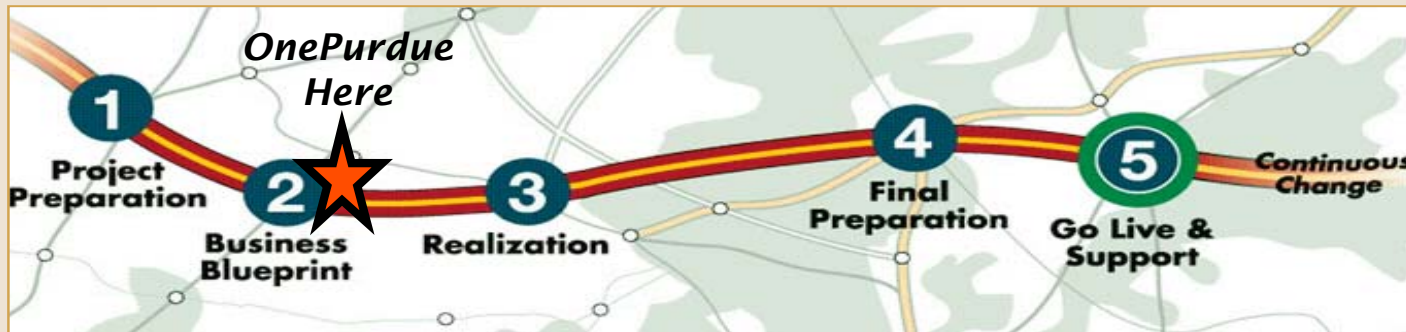 OnePurdue
Here
1
Project
Preparation
2
Business
Blueprint
3
Realization
4
Final
Preparation
5
Go Live &
Support
Continuous
Change